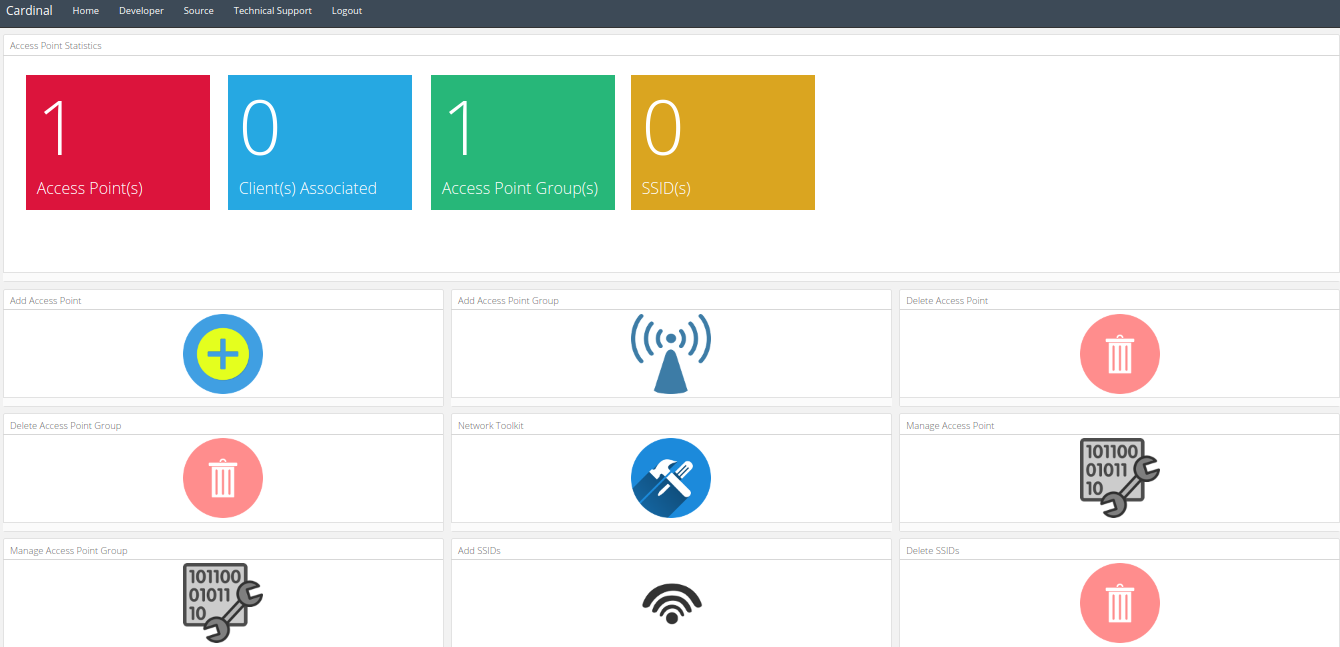 Cardinal Home Developer Source Technical Support Logout
Access Point Statistics
1 0 1 0
Access Point(s) Client(s) Associated Access Point Group(s) SSID(s)
Add Access Point Add Access Point Group Delete Access Point
Delete Access Point Group Network Toolkit Manage Access Point
101100
01011
10
Manage Access Point Group Add SSIDs Delete SSIDs
101100
01011
10